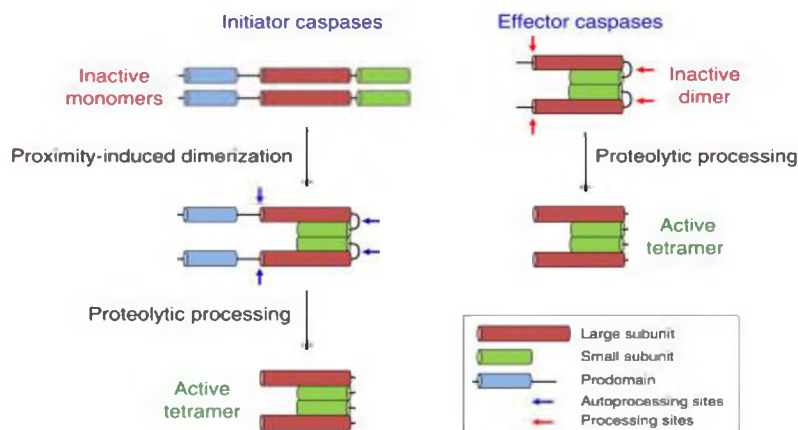 Initiator caspases
Effector caspases
Inactive
monomers
Inactive
dimer
Proximity-induced dimerization
Proteolytic processing
Active
tetramer
Proteolytic processing
Active
tetramer
Large subunit
Small subunit
Prodomain
Autoprocessing sites
Processing sites